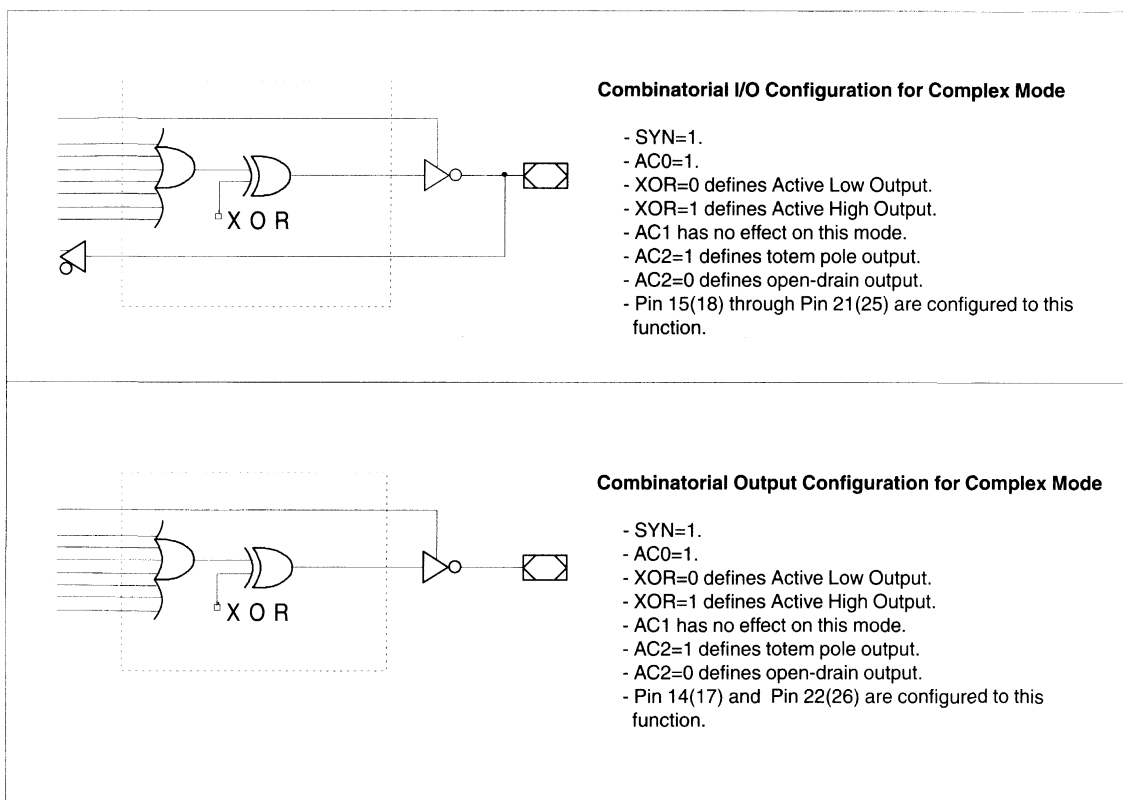 Combinatorial I/O Configuration for Complex Mode
- SYN=1.
- AC0=1.
- XOR=0 defines Active Low Output.
- XOR=1 defines Active High Output.
- AC1 has no effect on this mode.
- AC2=1 defines totem pole output.
- AC2=0 defines open-drain output.
- Pin 15(18) through Pin 21(25) are configured to this
function.
X O R
Combinatorial Output Configuration for Complex Mode
- SYN=1.
- AC0=1.
- XOR=0 defines Active Low Output.
- XOR=1 defines Active High Output.
- AC1 has no effect on this mode.
- AC2=1 defines totem pole output.
- AC2=0 defines open-drain output.
- Pin 14(17) and Pin 22(26) are configured to this
function.
X O R